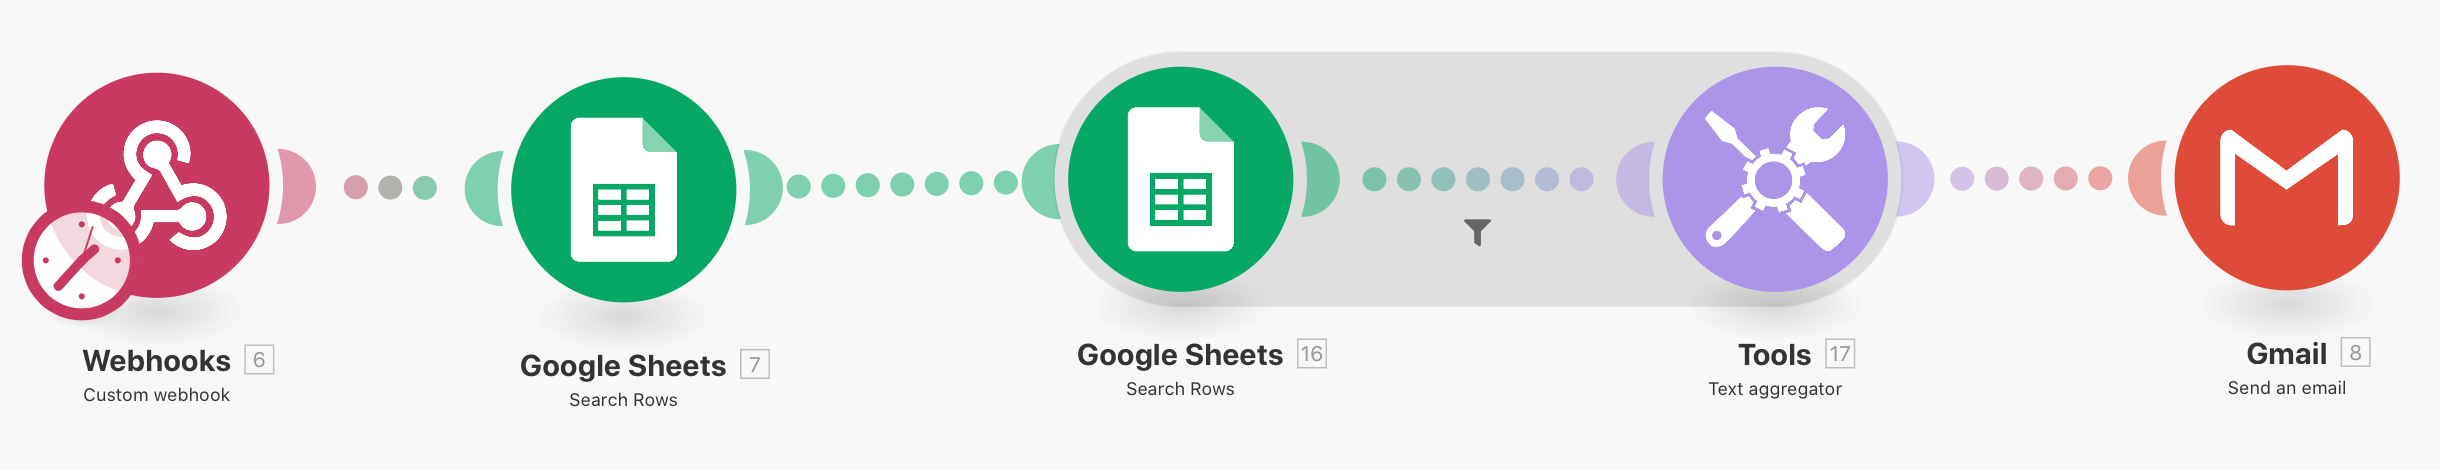 Webhooks 6
Custom webhook
Google Sheets 7
Search Rows
Google Sheets 16
Search Rows
Tools 17
Text aggregator
Gmail 8
Send an email